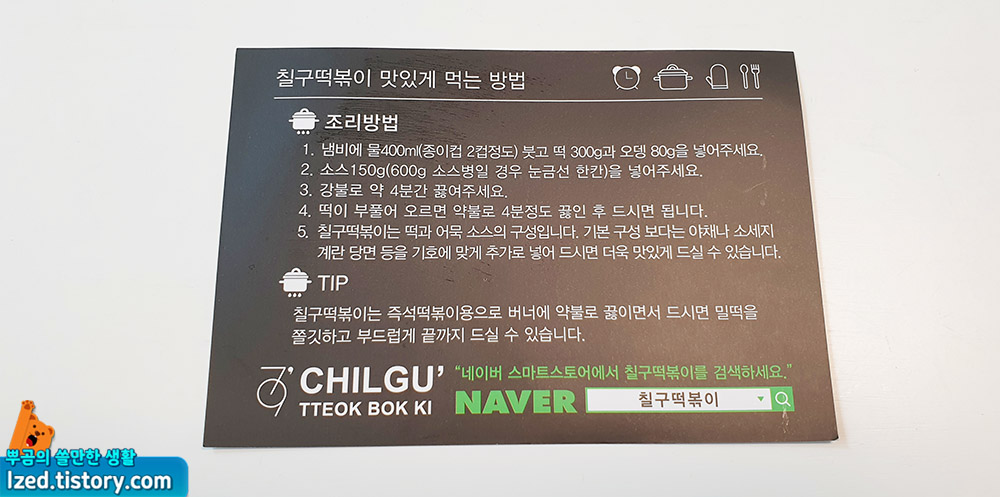 칠구떡볶이 맛있게 먹는 방법
조리방법
1. 냄비에 물400ml(종이컵 2컵정도) 붓고 떡 300g과 오뎅 80g을 넣어주세요.
2. 소스150g(600g 소스병일 경우 눈금선 한칸)을 넣어주세요.
3. 강불로 약 4분간 끓여주세요.
4. 떡이 부풀어 오르면 약불로 4분정도 끓인 후 드시면 됩니다.
5. 칠구떡볶이는 떡과 어묵 소스의 구성입니다. 기본 구성 보다는 야채나 소세지
계란 당면 등을 기호에 맞게 추가로 넣어 드시면 더욱 맛있게 드실 수 있습니다.
TIP
칠구떡볶이는 즉석떡볶이용으로 버너에 약불로 끓이면서 드시면 밀떡을
쫄깃하고 부드럽게 끝까지 드실 수 있습니다.
CHILGU’
TTEOK BOK KI
“네이버 스마트스토어에서 칠구떡볶이를 검색하세요.”
NAVER 칠구떡볶이
뿌곰의 쓸만한 생활
lzed.tistory.com